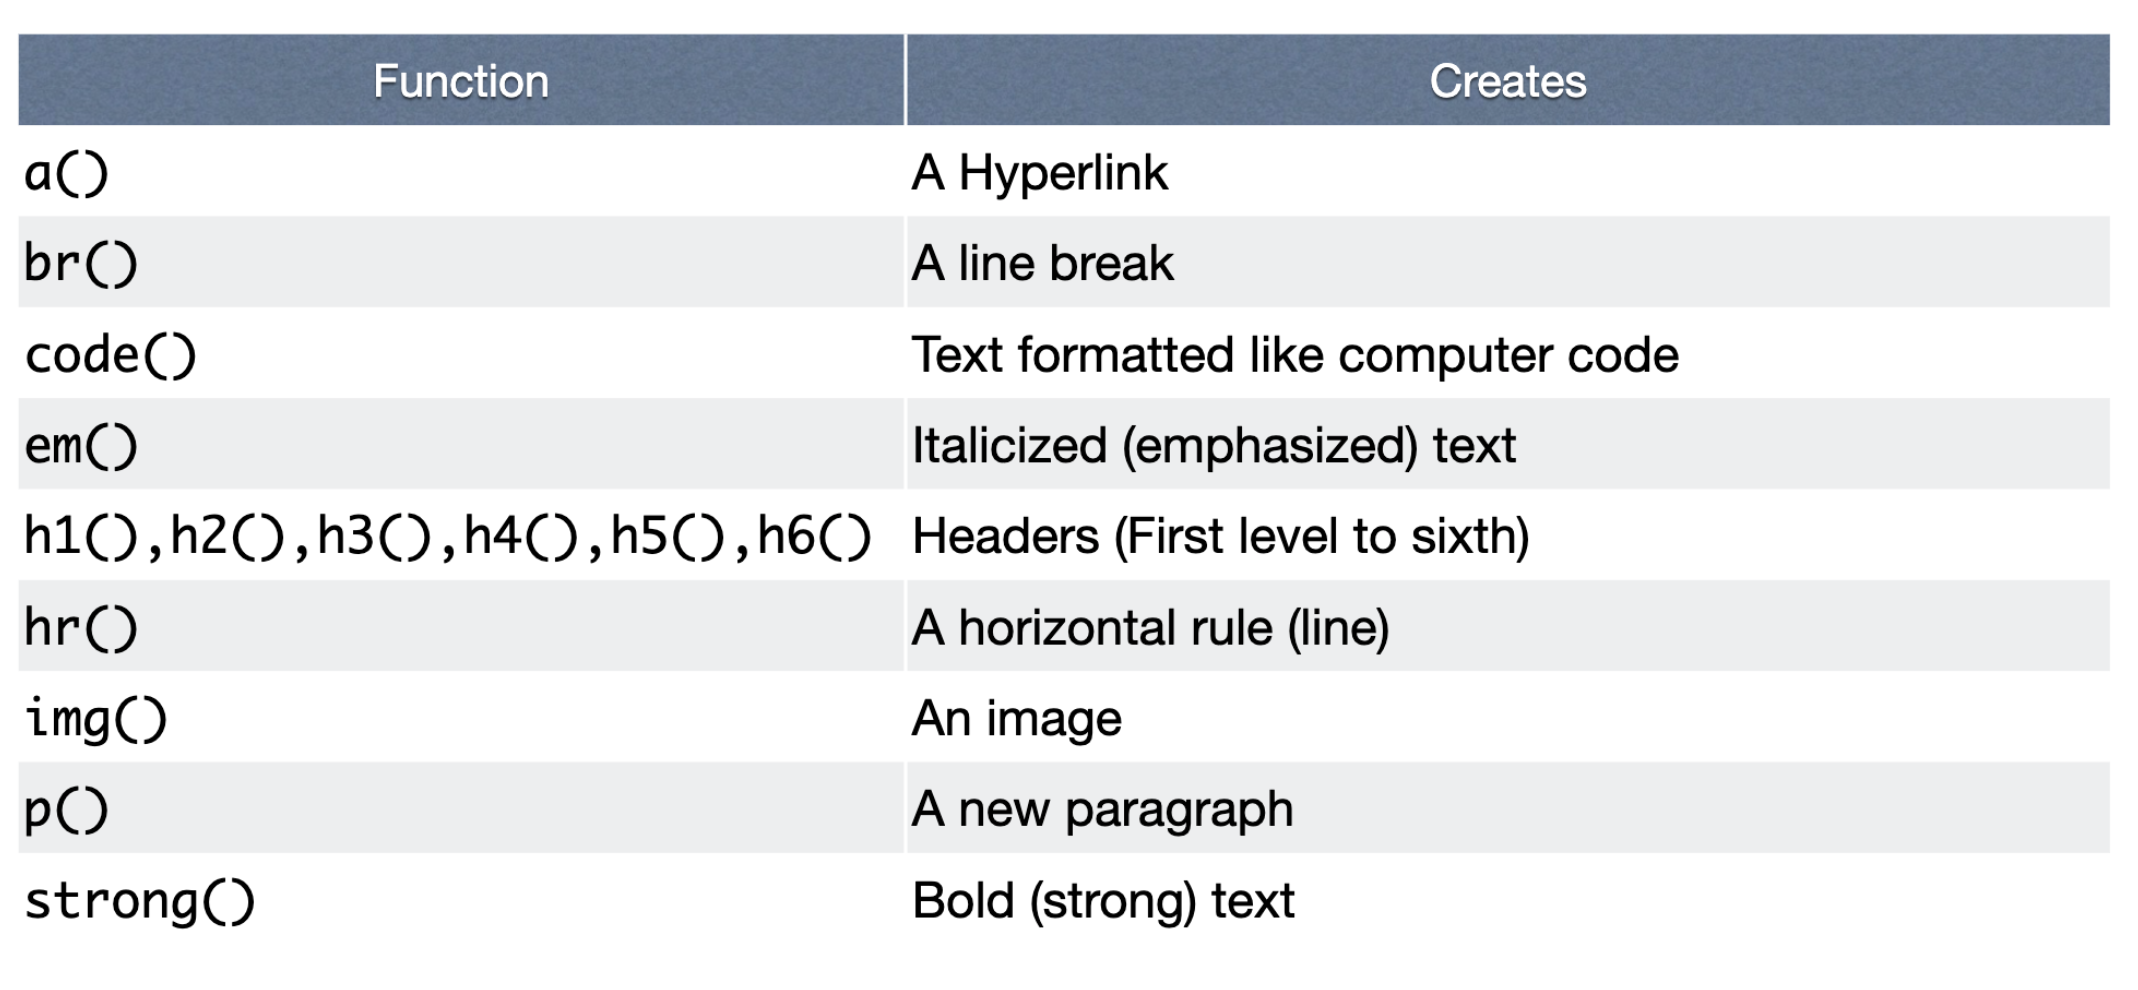 Function Creates
a() A Hyperlink
br() A line break
code() Text formatted like computer code
em() Italicized (emphasized) text
h1(),h2(),h3(),h4(),h5(),h6() Headers (First level to sixth)
hr() A horizontal rule (line)
img() An image
p() A new paragraph
strong() Bold (strong) text